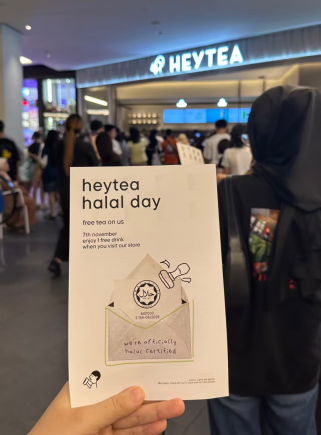 HEYTEA
heytea
halal day
free tea on us
7th november
enjoy 1 free drink
when you visit our store
حلال
we're officially
halal certified